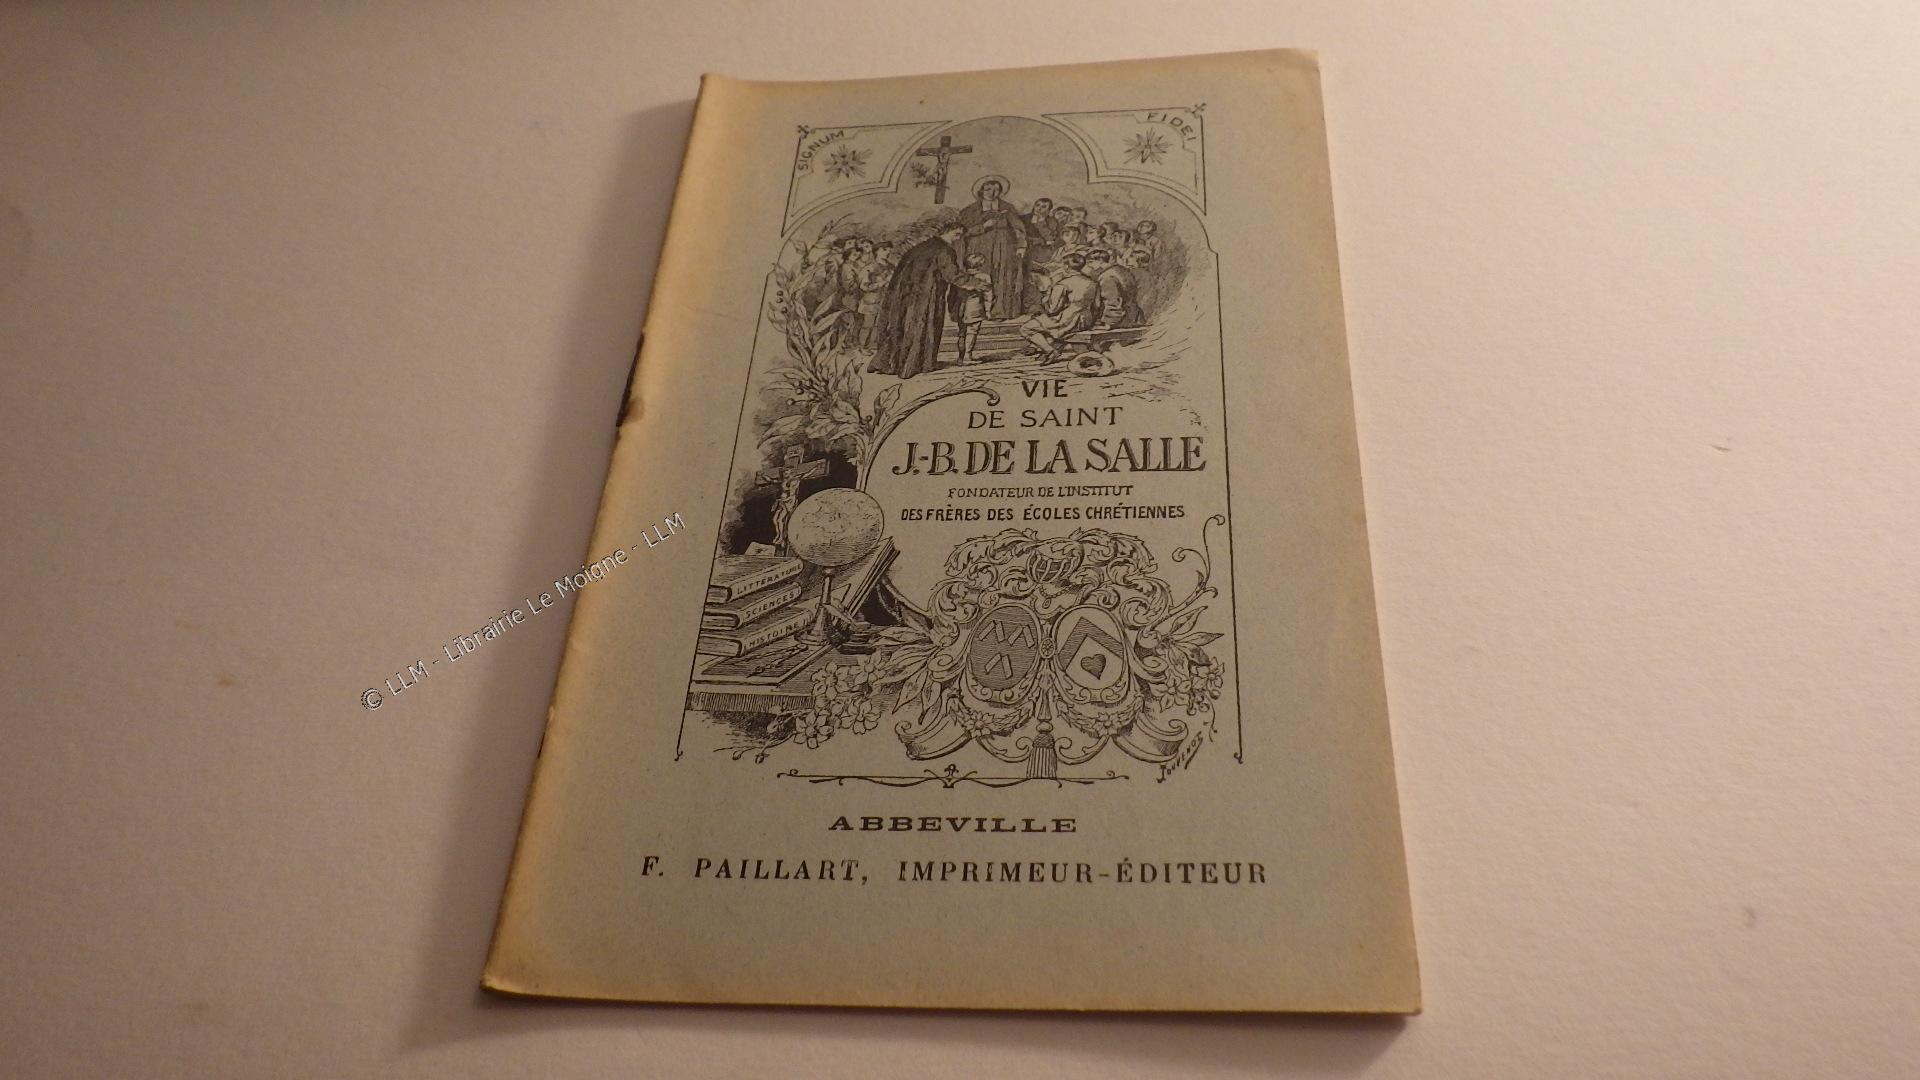 SIGNUM
FIDEI
VIE
DE SAINT
J.-B. DE LA SALLE
FONDATEUR DE L'INSTITUT
DES FRÈRES DES ÉCOLES CHRÉTIENNES
LITTÉRATURE
SCIENCES
HISTOIRE
ABBEVILLE
F. PAILLART, IMPRIMEUR-ÉDITEUR
© LLM - Librairie Le Moigne - LLM